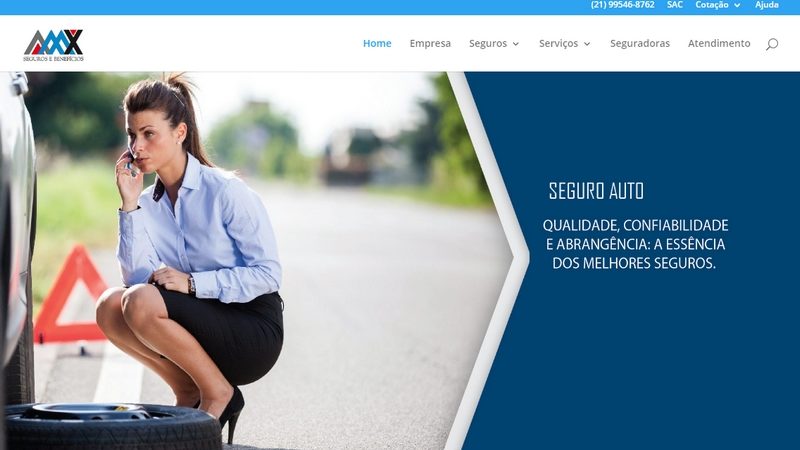 (21) 99546-8762 SAC Cotação Ajuda
AMX
SEGUROS E BENEFÍCIOS
Home Empresa Seguros Serviços Seguradoras Atendimento
SEGURO AUTO
QUALIDADE, CONFIABILIDADE
E ABRANGÊNCIA: A ESSÊNCIA
DOS MELHORES SEGUROS.